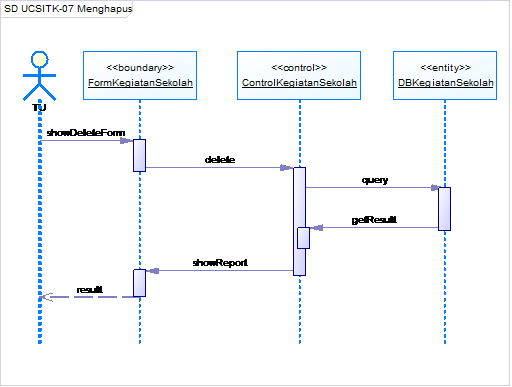 SD UCSITK-07 Menghapus
<<boundary>>
FormKegiatanSekolah
<<control>>
ControlKegiatanSekolah
<<entity>>
DBKegiatanSekolah
TU
showDeleteForm
delete
query
getResult
showReport
result